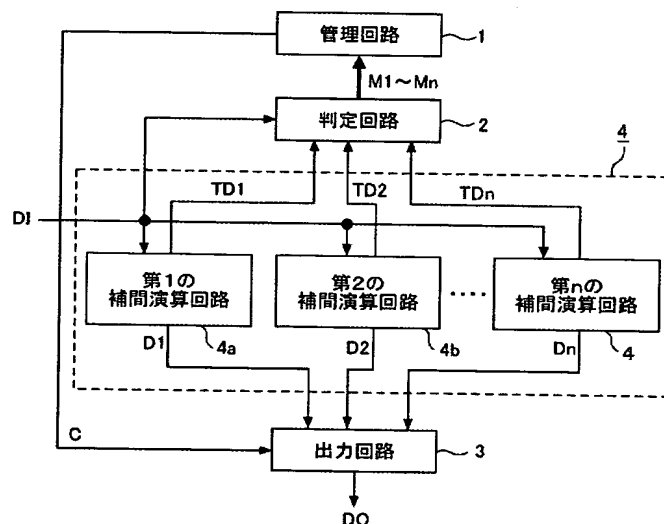 管理回路
1
M1～Mn
判定回路
2
4
TD1
TD2
TDn
DI
第1の
補間演算回路
第2の
補間演算回路
‥‥
第nの
補間演算回路
D1
4a
D2
4b
Dn
4
C
出力回路
3
DO